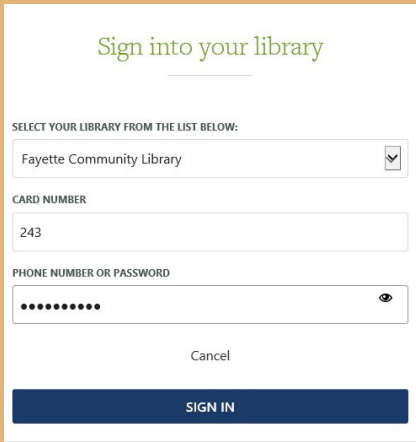 Sign into your library
SELECT YOUR LIBRARY FROM THE LIST BELOW:
Fayette Community Library
CARD NUMBER
243
PHONE NUMBER OR PASSWORD
••••••••••
Cancel
SIGN IN